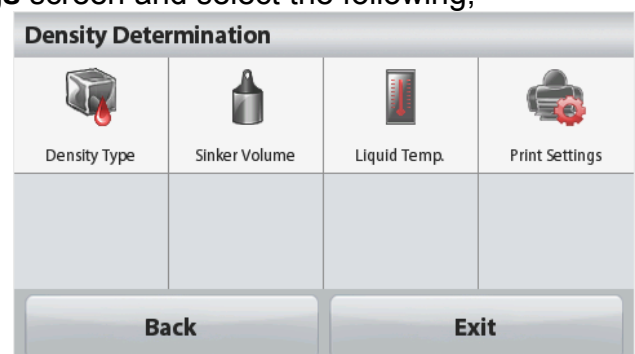 screen and select the following;
Density Determination
Density Type
Sinker Volume
Liquid Temp.
Print Settings
Back
Exit